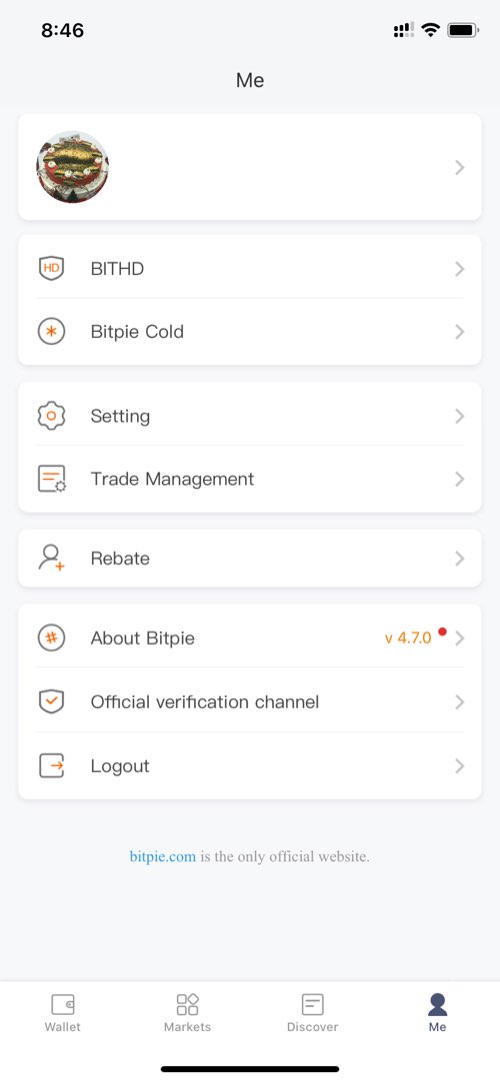 8:46
Me
HD
BITHD
Bitpie Cold
Setting
Trade Management
Rebate
About Bitpie
v 4.7.0
Official verification channel
Logout
bitpie.com is the only official website.
Wallet
Markets
Discover
Me